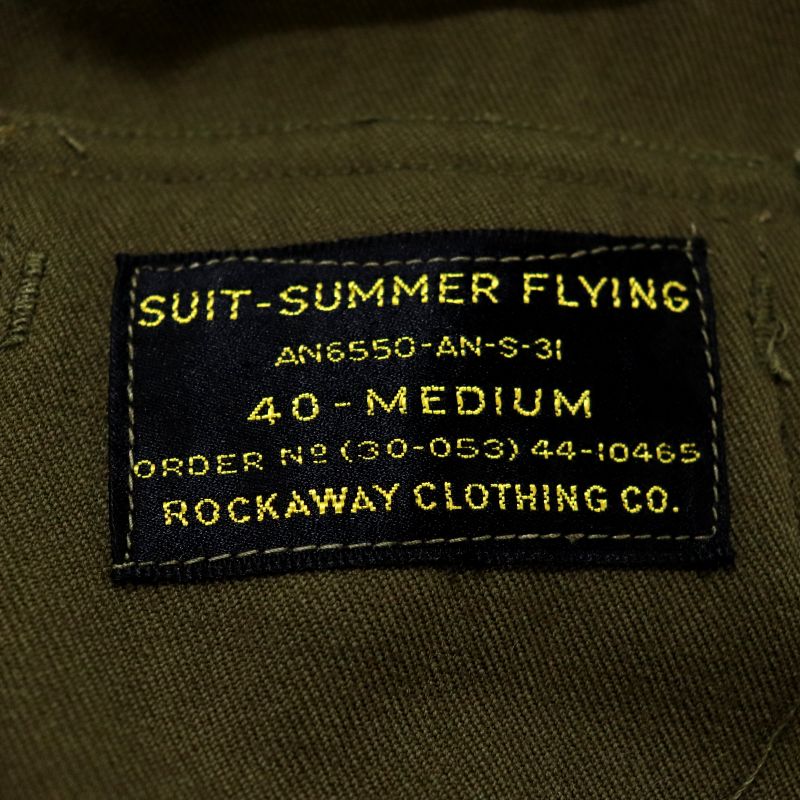 SUIT-SUMMER FLYING
AN6550-AN-S-31
40-MEDIUM
ORDER Nº (30-053) 44-10465
ROCKAWAY CLOTHING CO.